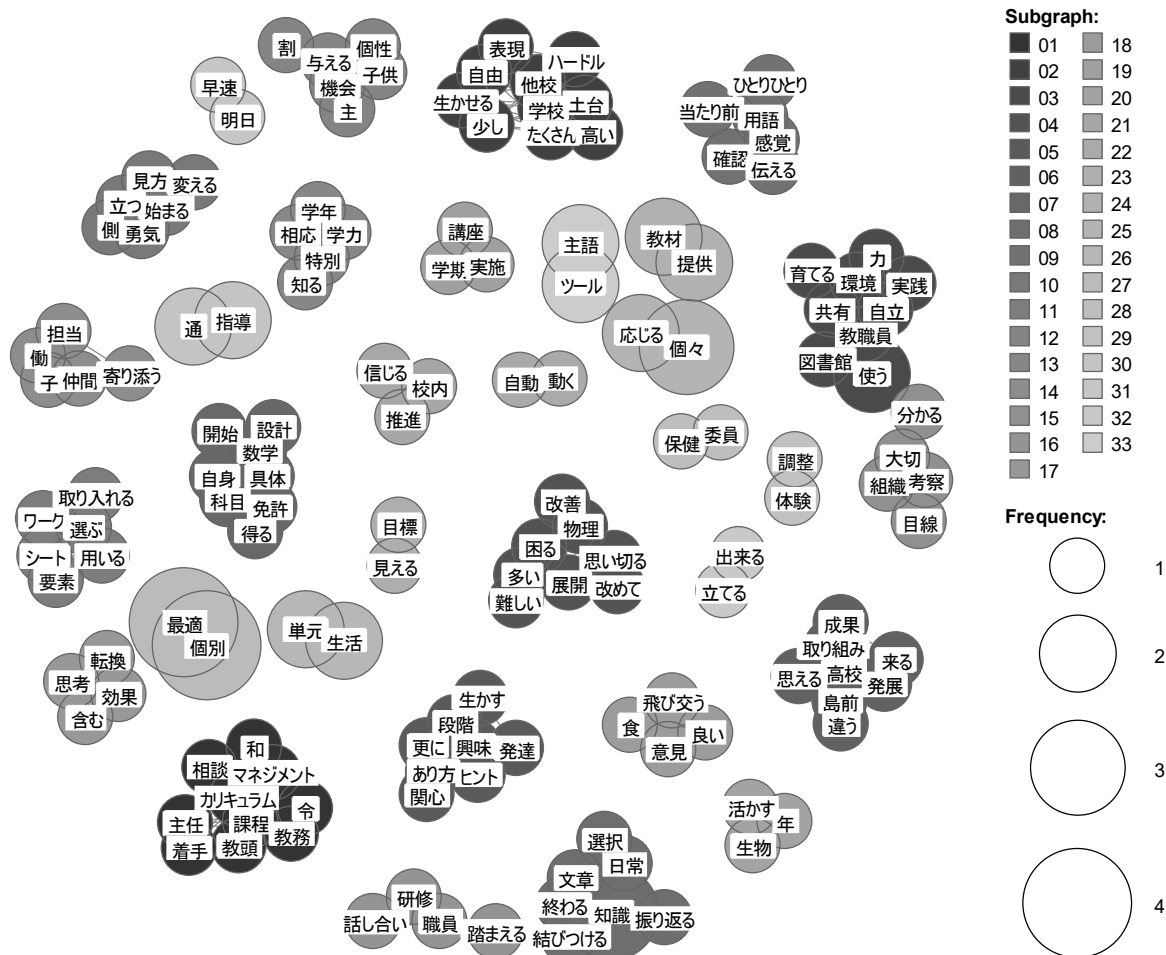 割
与える
個性
機会
子供
主
早速
明日
表現
自由
ハードル
他校
生かせる
学校
土台
少し
たくさん
高い
ひとりひとり
当たり前
用語
感覚
確認
伝える
見方
変える
立つ
始まる
側
勇気
学年
相応
学力
特別
知る
講座
学期
実施
主語
ツール
教材
提供
応じる
個々
力
育てる
環境
実践
共有
自立
教職員
図書館
使う
通
指導
担当
働
子
仲間
寄り添う
信じる
校内
推進
自動
動く
保健
委員
分かる
大切
組織
考察
目線
調整
体験
開始
設計
数学
自身
具体
科目
免許
得る
取り入れる
ワーク
選ぶ
シート
用いる
要素
目標
見える
改善
物理
困る
思い切る
多い
展開
改めて
難しい
出来る
立てる
最適
個別
単元
生活
転換
思考
効果
含む
成果
取り組み
来る
思える
高校
発展
島前
違う
生かす
段階
更に
興味
発達
あり方
ヒント
関心
飛び交う
食
良い
意見
和
相談
マネジメント
カリキュラム
令
主任
課程
着手
教頭
教務
活かす
年
生物
選択
日常
文章
終わる
知識
振り返る
結びつける
研修
話し合い
職員
踏まえる
Subgraph:
01
02
03
04
05
06
07
08
09
10
11
12
13
14
15
16
17
18
19
20
21
22
23
24
25
26
27
28
29
30
31
32
33
Frequency:
1
2
3
4